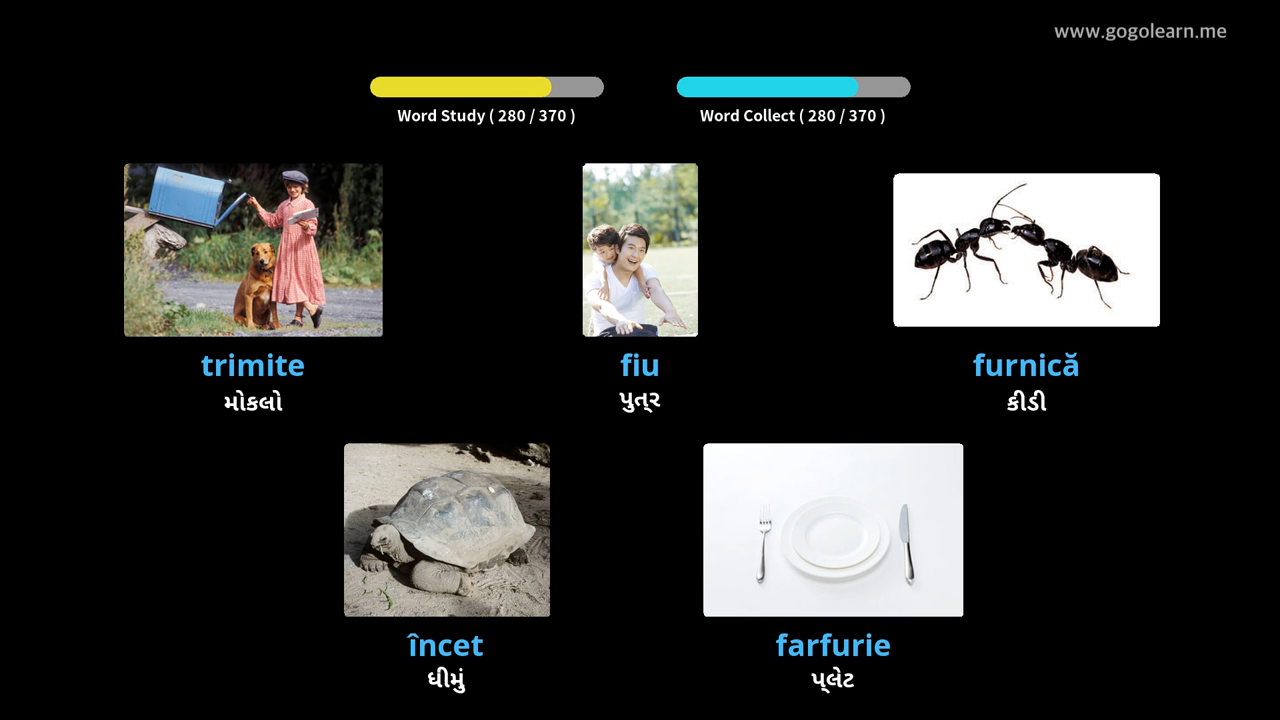 www.gogolearn.me
Word Study ( 280 / 370 )
Word Collect ( 280 / 370 )
trimite
મોકલો
fiu
પુત્ર
furnică
કીડી
încet
ધીમું
farfurie
પ્લેટ